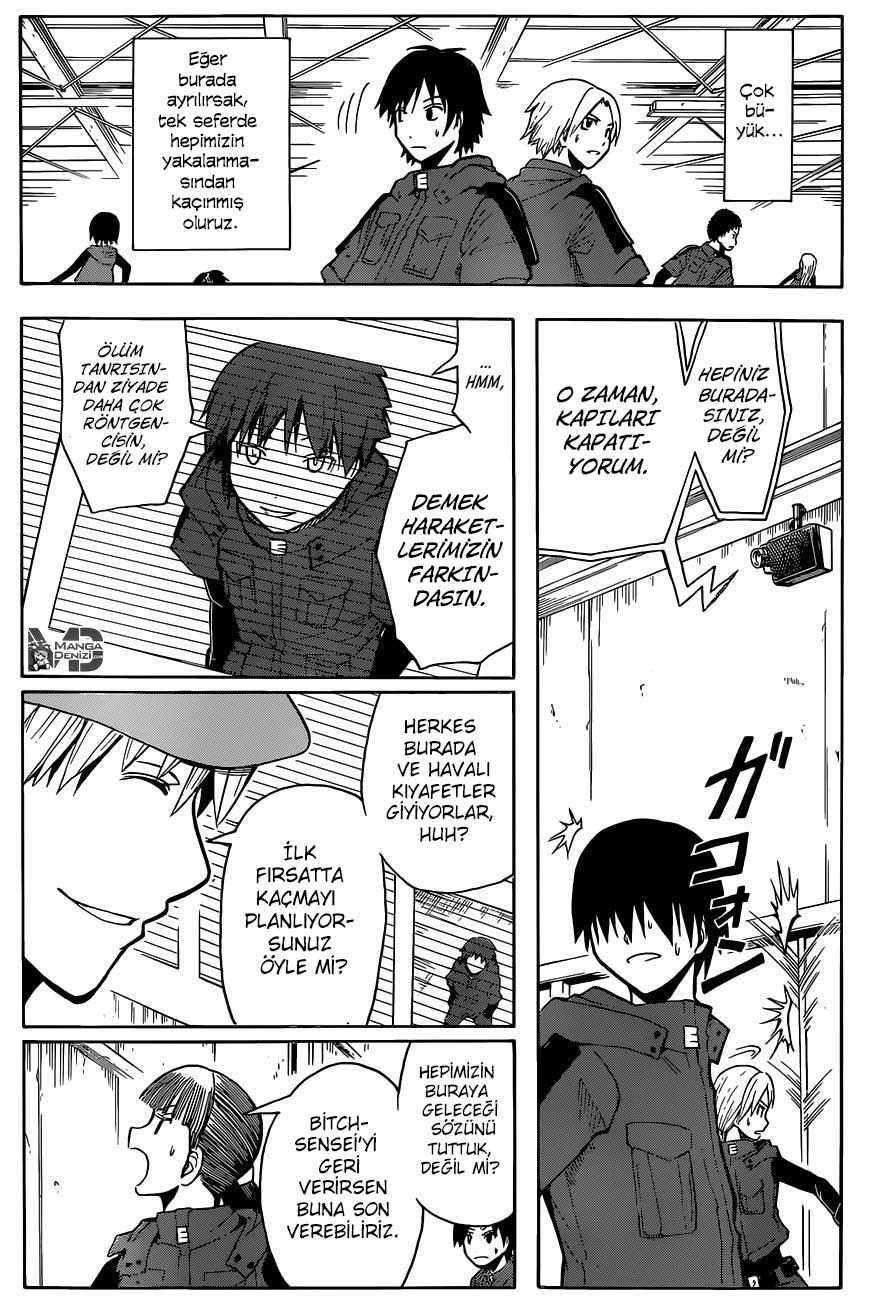 Çok
bü-
yük...
Eğer
burada
ayrılırsak,
tek seferde
hepimizin
yakalanma-
sından
kaçınmış
oluruz.
HEPİNİZ
BURADA-
SINIZ,
DEĞİL
Mİ?
O ZAMAN,
KAPILARI
KAPATI-
YORUM.
ガコォン
...
HMM,
DEMEK
HARAKET-
LERİMİZİN
FARKIN-
DASIN.
ÖLÜM
TANRISIN-
DAN ZİYADE
DAHA ÇOK
RÖNTGEN-
CİSİN,
DEĞİL Mİ?
MD
MANGA
DENİZİ
HERKES
BURADA
VE HAVALI
KIYAFETLER
GİYİYORLAR,
HUH?
İLK
FIRSATTA
KAÇMAYI
PLANLIYOR-
SUNUZ
ÖYLE Mİ?
HEPİMİZİN
BURAYA
GELECEĞİ
SÖZÜNÜ
TUTTUK,
DEĞİL Mİ?
BİTCH-
SENSEİ'Yİ
GERİ
VERİRSEN
BUNA SON
VEREBİLİRİZ.